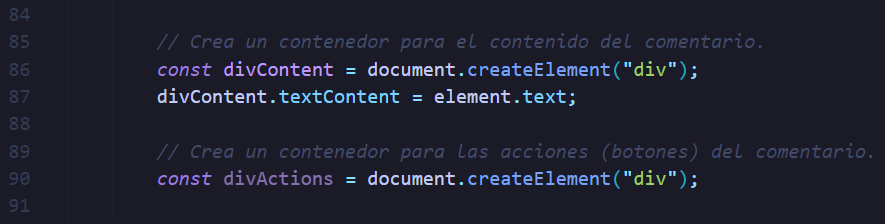 84
85 // Crea un contenedor para el contenido del comentario.
86 const divContent = document.createElement("div");
87 divContent.textContent = element.text;
88
89 // Crea un contenedor para las acciones (botones) del comentario.
90 const divActions = document.createElement("div");
91